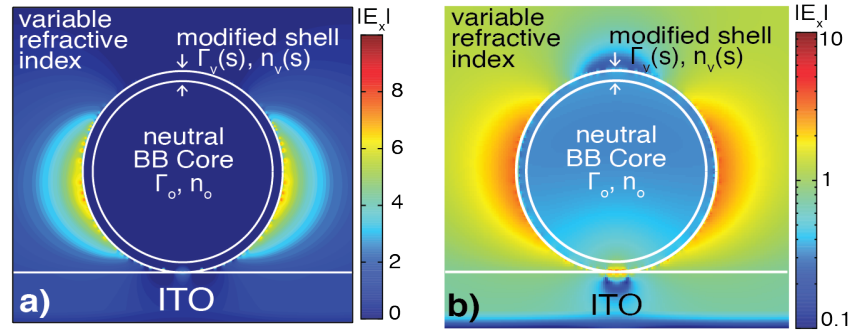 variable
refractive
index
modified shell
Γv(s), nv(s)
neutral
BB Core
Γo, no
ITO
a)
|Ex|
8
6
4
2
0
variable
refractive
index
modified shell
Γv(s), nv(s)
neutral
BB Core
Γo, no
ITO
b)
|Ex|
10
1
0.1